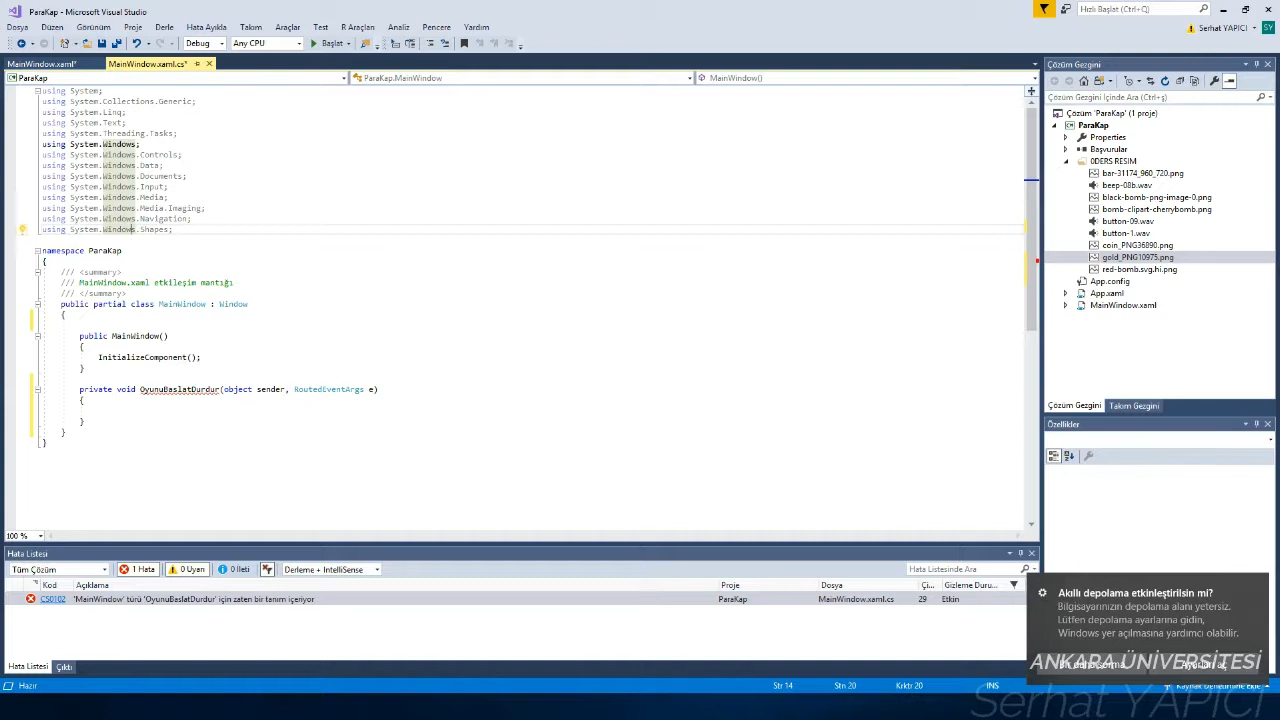 ParaKap - Microsoft Visual Studio
Hızlı Başlat (Ctrl+Ç)
Dosya Düzen Görünüm Proje Derle Hata Ayıkla Takım Araçlar Test R Araçları Analiz Pencere Yardım
Serhat YAPICI SY
Debug Any CPU Başlat
MainWindow.xaml* MainWindow.xaml.cs*
ParaKap ParaKap.MainWindow MainWindow()
using System;
using System.Collections.Generic;
using System.Linq;
using System.Text;
using System.Threading.Tasks;
using System.Windows;
using System.Windows.Controls;
using System.Windows.Data;
using System.Windows.Documents;
using System.Windows.Input;
using System.Windows.Media;
using System.Windows.Media.Imaging;
using System.Windows.Navigation;
using System.Windows.Shapes;
namespace ParaKap
{
/// <summary>
/// MainWindow.xaml etkileşim mantığı
/// </summary>
public partial class MainWindow : Window
{
public MainWindow()
{
InitializeComponent();
}
private void OyunuBaslatDurdur(object sender, RoutedEventArgs e)
{
}
}
}
100 %
Çözüm Gezgini
Çözüm Gezgini İçinde Ara (Ctrl+ş)
Çözüm 'ParaKap' (1 proje)
ParaKap
Properties
Başvurular
0DERS RESIM
bar-31174_960_720.png
beep-08b.wav
black-bomb-png-image-0.png
bomb-clipart-cherrybomb.png
button-09.wav
button-1.wav
coin_PNG36890.png
gold_PNG10975.png
red-bomb.svg.hi.png
App.config
App.xaml
MainWindow.xaml
Çözüm Gezgini Takım Gezgini
Özellikler
Hata Listesi
Tüm Çözüm 1 Hata 0 Uyarı 0 İleti Derleme + IntelliSense Hata Listesinde Ara
Kod Açıklama Proje Dosya Çi... Gizleme Duru...
CS0102 'MainWindow' türü 'OyunuBaslatDurdur' için zaten bir tanım içeriyor ParaKap MainWindow.xaml.cs 29 Etkin
Akıllı depolama etkinleştirilsin mi?
Bilgisayarınızın depolama alanı yetersiz.
Lütfen depolama ayarlarına gidin,
Windows yer açılmasına yardımcı olabilir.
ANKARA ÜNİVERSİTESİ
Hata Listesi Çıktı
Hazır Str 14 Stn 20 Krktr 20 INS Kaynak Denetimine Ekle
Serhat YAPICI